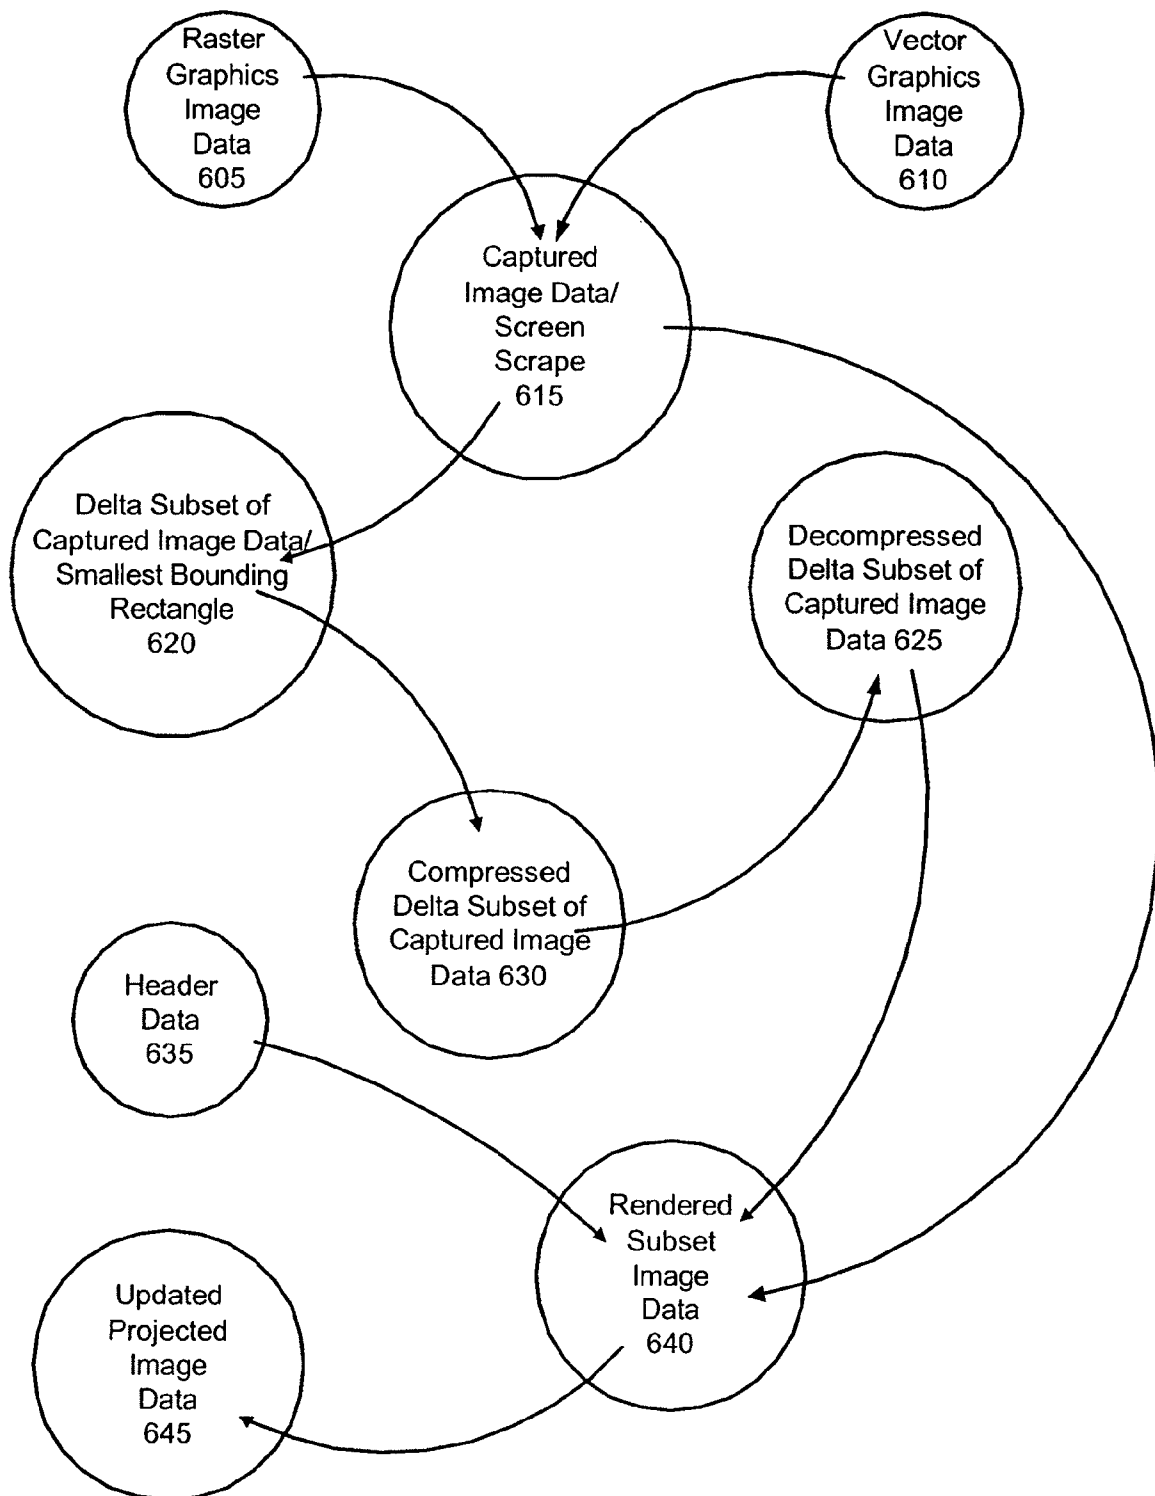 Raster
Graphics
Image
Data
605
Vector
Graphics
Image
Data
610
Captured
Image Data/
Screen
Scrape
615
Delta Subset of
Captured Image Data/
Smallest Bounding
Rectangle
620
Decompressed
Delta Subset of
Captured Image
Data 625
Compressed
Delta Subset of
Captured Image
Data 630
Header
Data
635
Rendered
Subset
Image
Data
640
Updated
Projected
Image
Data
645